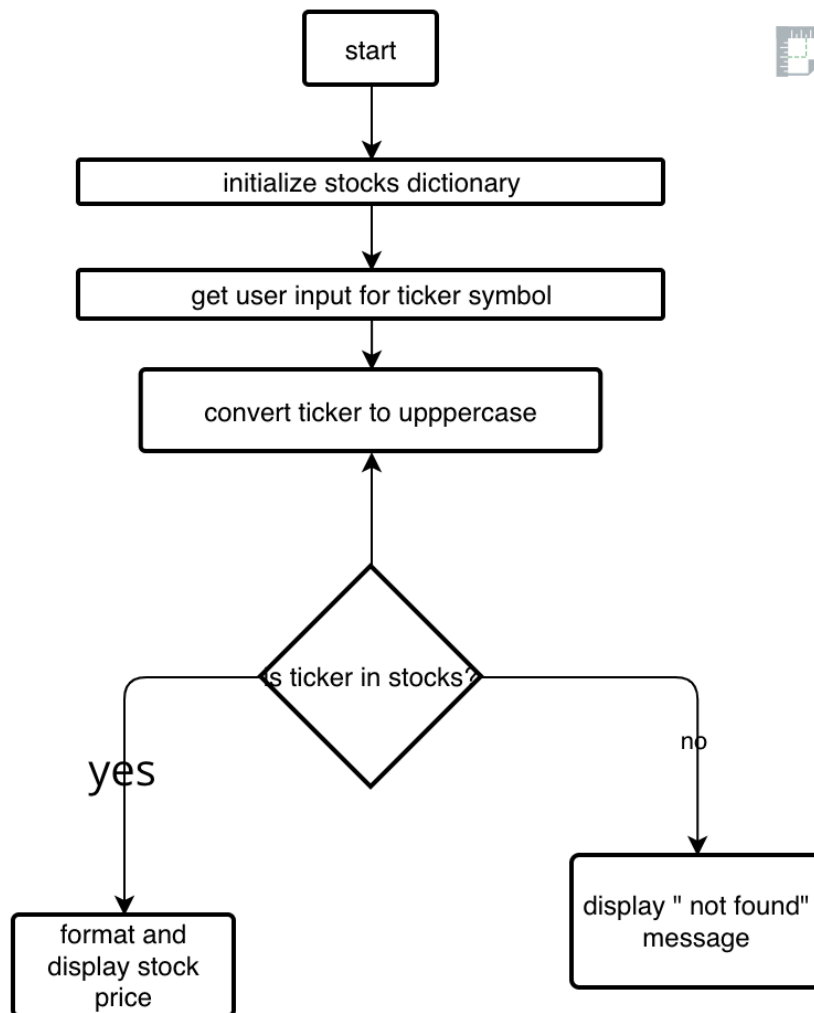 start
initialize stocks dictionary
get user input for ticker symbol
convert ticker to upppercase
Is ticker in stocks?
yes
no
format and
display stock
price
display " not found"
message